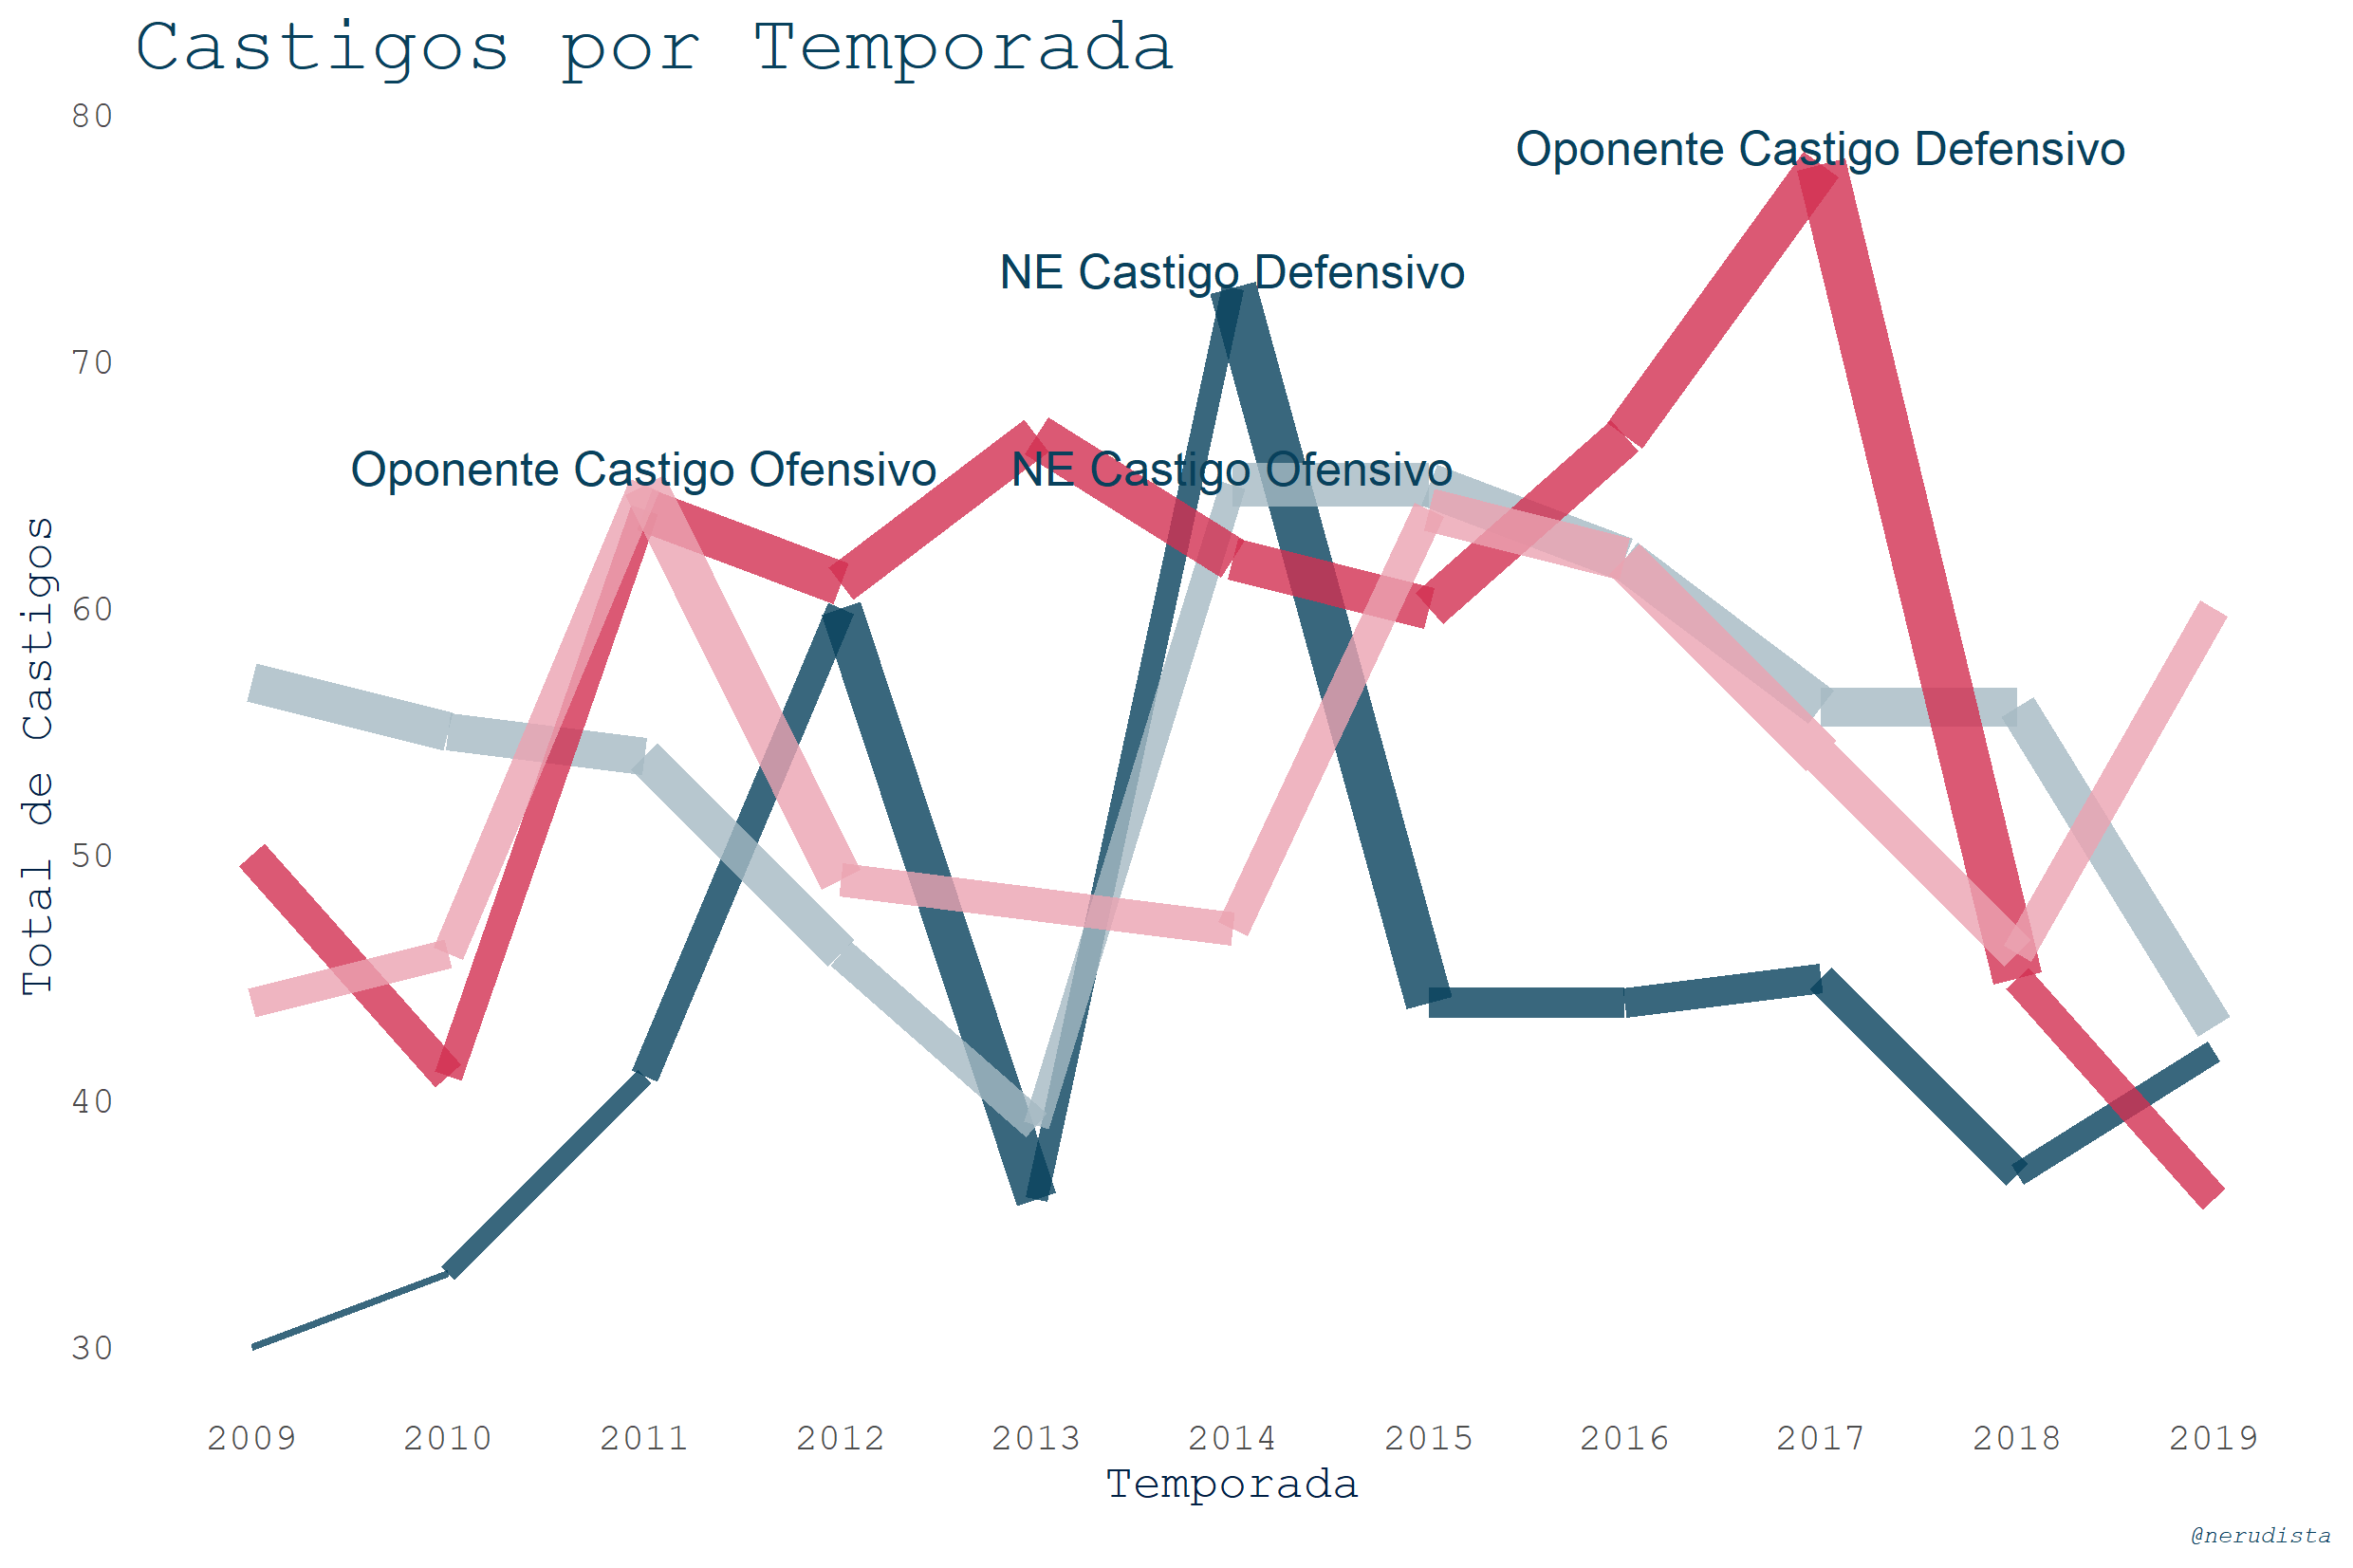 Castigos por Temporada
80
70
60
50
40
30
Total de Castigos
Oponente Castigo Defensivo
NE Castigo Defensivo
Oponente Castigo Ofensivo
NE Castigo Ofensivo
2009 2010 2011 2012 2013 2014 2015 2016 2017 2018 2019
Temporada
@nerudista